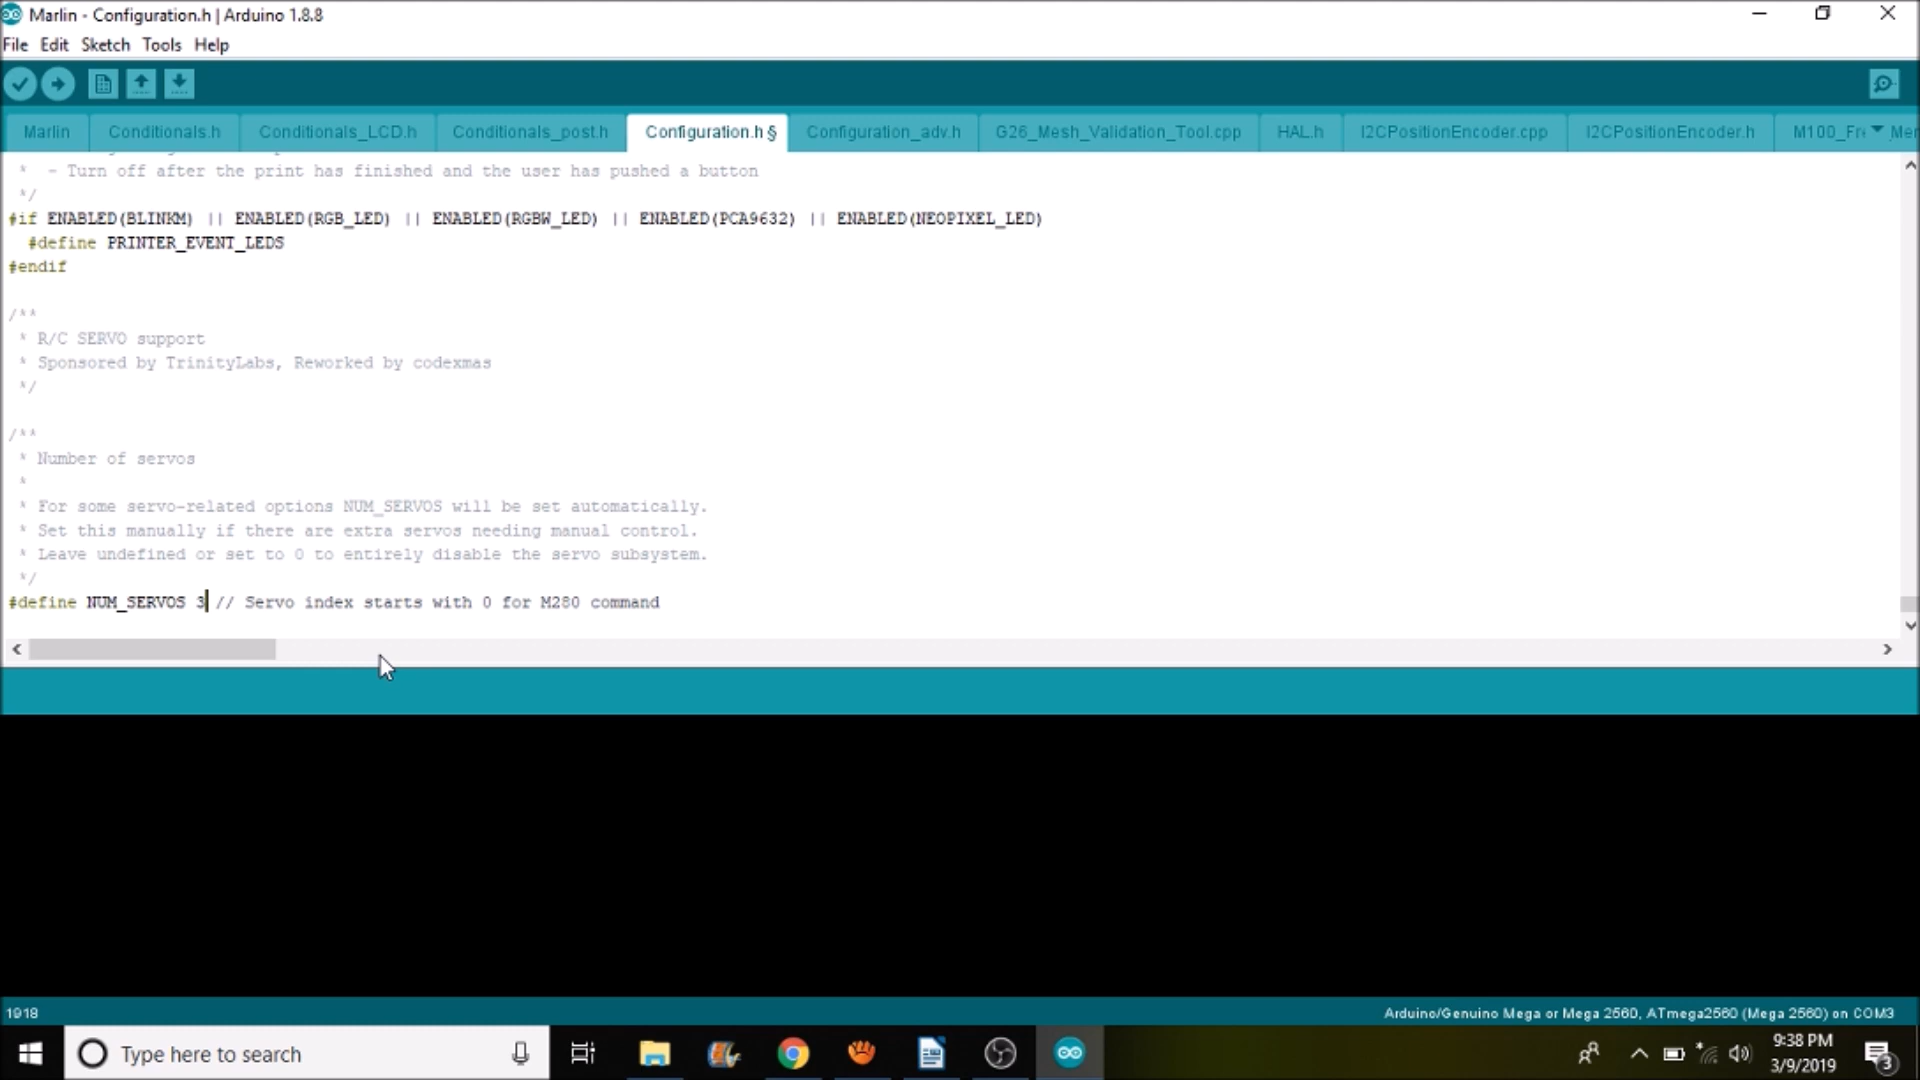 Marlin - Configuration.h | Arduino 1.8.8
File Edit Sketch Tools Help
Marlin Conditionals.h Conditionals_LCD.h Conditionals_post.h Configuration.h § Configuration_adv.h G26_Mesh_Validation_Tool.cpp HAL.h I2CPositionEncoder.cpp I2CPositionEncoder.h M100_Fr
* - Turn off after the print has finished and the user has pushed a button
*/
#if ENABLED(BLINKM) || ENABLED(RGB_LED) || ENABLED(RGBW_LED) || ENABLED(PCA9632) || ENABLED(NEOPIXEL_LED)
#define PRINTER_EVENT_LEDS
#endif
/**
* R/C SERVO support
* Sponsored by TrinityLabs, Reworked by codexmas
*/
/**
* Number of servos
*
* For some servo-related options NUM_SERVOS will be set automatically.
* Set this manually if there are extra servos needing manual control.
* Leave undefined or set to 0 to entirely disable the servo subsystem.
*/
#define NUM_SERVOS 3 // Servo index starts with 0 for M280 command
1918 Arduino/Genuino Mega or Mega 2560, ATmega2560 (Mega 2560) on COM3
Type here to search
9:38 PM
3/9/2019
3